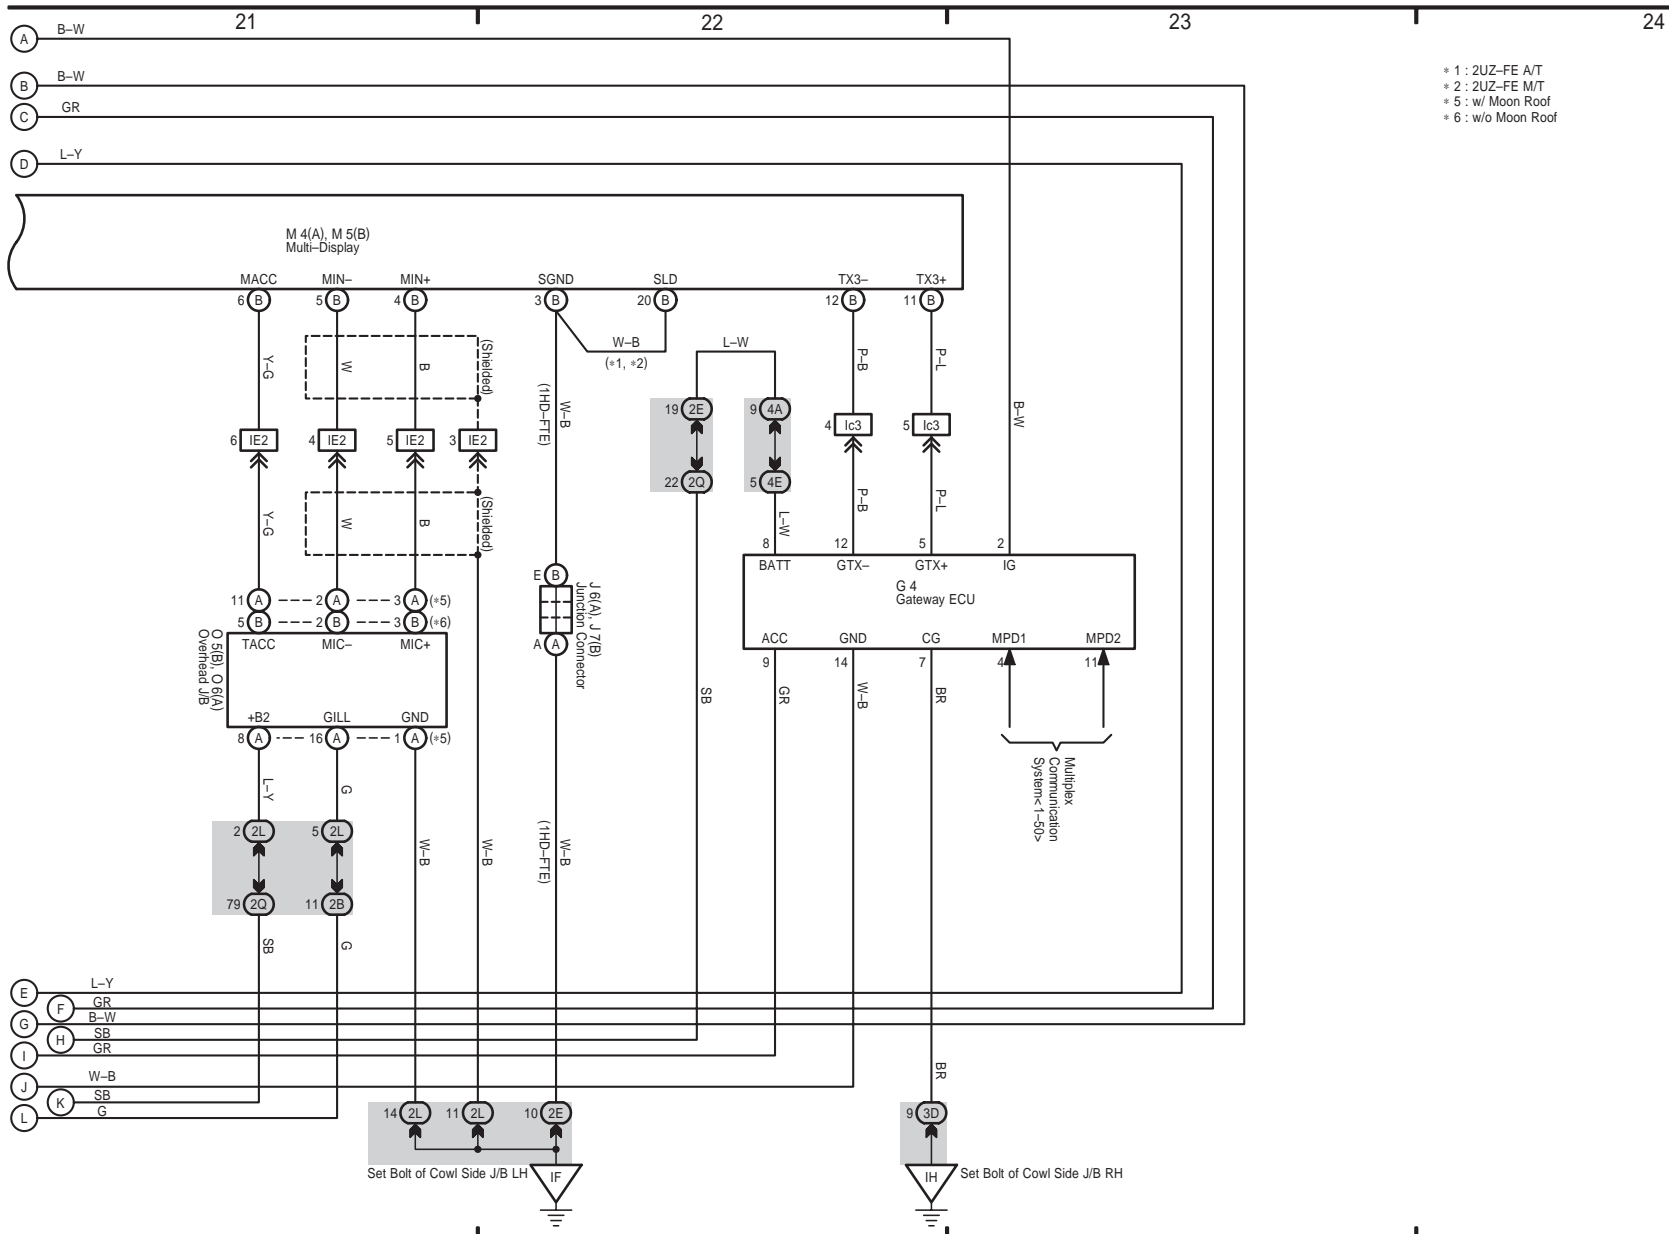 21 22 23 24
A B–W
B B–W
C GR
D L–Y
* 1 : 2UZ–FE A/T
* 2 : 2UZ–FE M/T
* 5 : w/ Moon Roof
* 6 : w/o Moon Roof
M 4(A), M 5(B)
Multi–Display
MACC MIN– MIN+ SGND SLD TX3– TX3+
6 B 5 B 4 B 3 B 20 B 12 B 11 B
W–B
(*1, *2)
L–W
Y–G W B (Shielded) (1HD–FTE) W–B P–B P–L B–W
19 2E 9 4A
6 IE2 4 IE2 5 IE2 3 IE2 4 Ic3 5 Ic3
22 2Q 5 4E
Y–G W B (Shielded) L–W P–B P–L
8 12 5 2
BATT GTX– GTX+ IG
G 4
Gateway ECU
ACC GND CG MPD1 MPD2
9 14 7 4 11
E B
J 6(A), J 7(B)
Junction Connector
A A
11 A 2 A 3 A (*5)
5 B 2 B 3 B (*6)
TACC MIC– MIC+
O 5(B), O 6(A)
Overhead J/B
+B2 GILL GND
8 A 16 A 1 A (*5)
SB GR W–B BR
Multiplex
Communication
System<1–50>
L–Y G
2 2L 5 2L
W–B W–B (1HD–FTE) W–B
79 2Q 11 2B
SB G
E L–Y
F GR
G B–W
H SB
I GR
J W–B
K SB
L G
BR
14 2L 11 2L 10 2E 9 3D
Set Bolt of Cowl Side J/B LH IF
IH Set Bolt of Cowl Side J/B RH